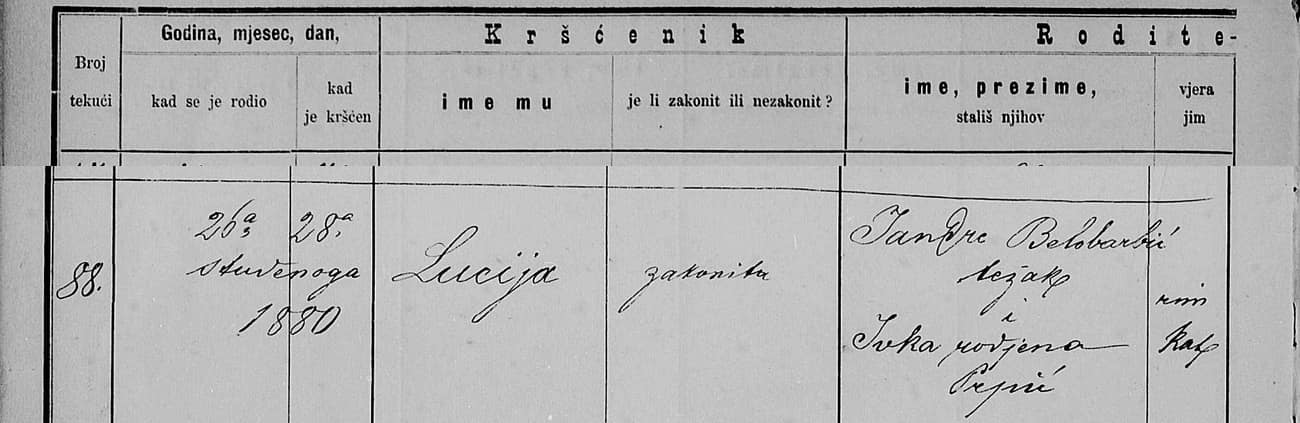 Godina, mjesec, dan,
Kršćenik
Rodite-
Broj tekući
kad se je rodio
kad je kršćen
ime mu
je li zakonit ili nezakonit?
ime, prezime,
stališ njihov
vjera jim
88.
26a 28a
studenoga
1880
Lucija
zakonita
Jandre Belobarbić
težak
i
Ivka rodjena
rim
kat